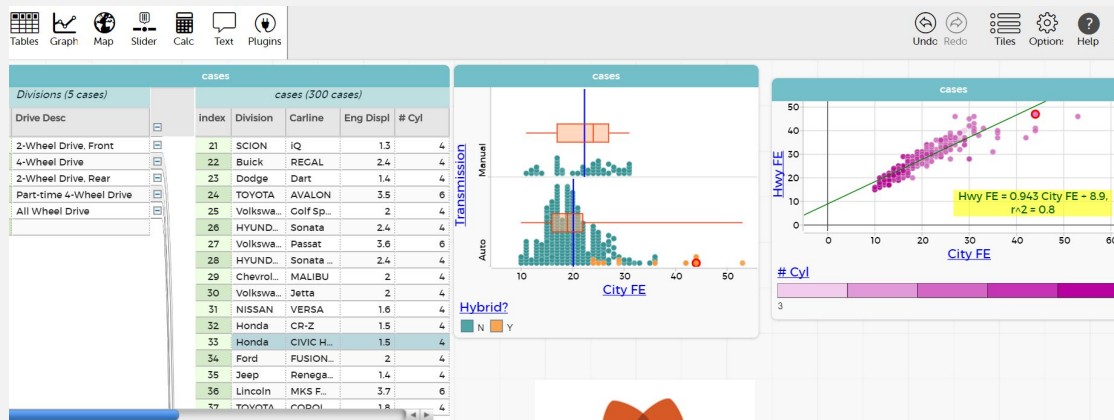 Tables Graph Map Slider Calc Text Plugins
Undo Redo Tiles Option: Help
cases
Divisions (5 cases)
Drive Desc
2-Wheel Drive, Front
4-Wheel Drive
2-Wheel Drive, Rear
Part-time 4-Wheel Drive
All Wheel Drive
cases (300 cases)
index Division Carline Eng Displ # Cyl
21 SCION iQ 1.3 4
22 Buick RECAL 2.4 4
23 Dodge Dart 1.4 4
24 TOYOTA AVALON 3.5 6
25 Volkswa... Golf Sp... 2 4
26 HYUND... Sonata 2.4 4
27 Volkswa... Passat 3.6 6
28 HYUND... Sonata ... 2.4 4
29 Chevrol... MALIBU 2 4
30 Volkswa... Jetta 2 4
31 NISSAN VERSA 1.6 4
32 Honda CR-Z 1.5 4
33 Honda CIVIC H... 1.5 4
34 Ford FUSION... 2 4
35 Jeep Renega... 1.4 4
36 Lincoln MKS F... 3.7 6
37 TOYOTA COROL... 1.8 4
cases
Transmission
Manual
Auto
10 20 30 40 50
City FE
Hybrid?
N Y
cases
Hwy FE
50
40
30
20
10
0
Hwy FE = 0.943 City FE + 8.9,
r^2 = 0.8
0 10 20 30 40 50 60
City FE
# Cyl
3